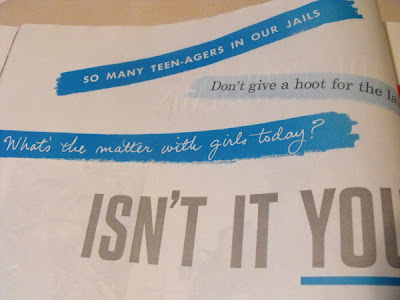 SO MANY TEEN-AGERS IN OUR JAILS
Don't give a hoot for the la
What's the matter with girls today?
ISN'T IT YOU